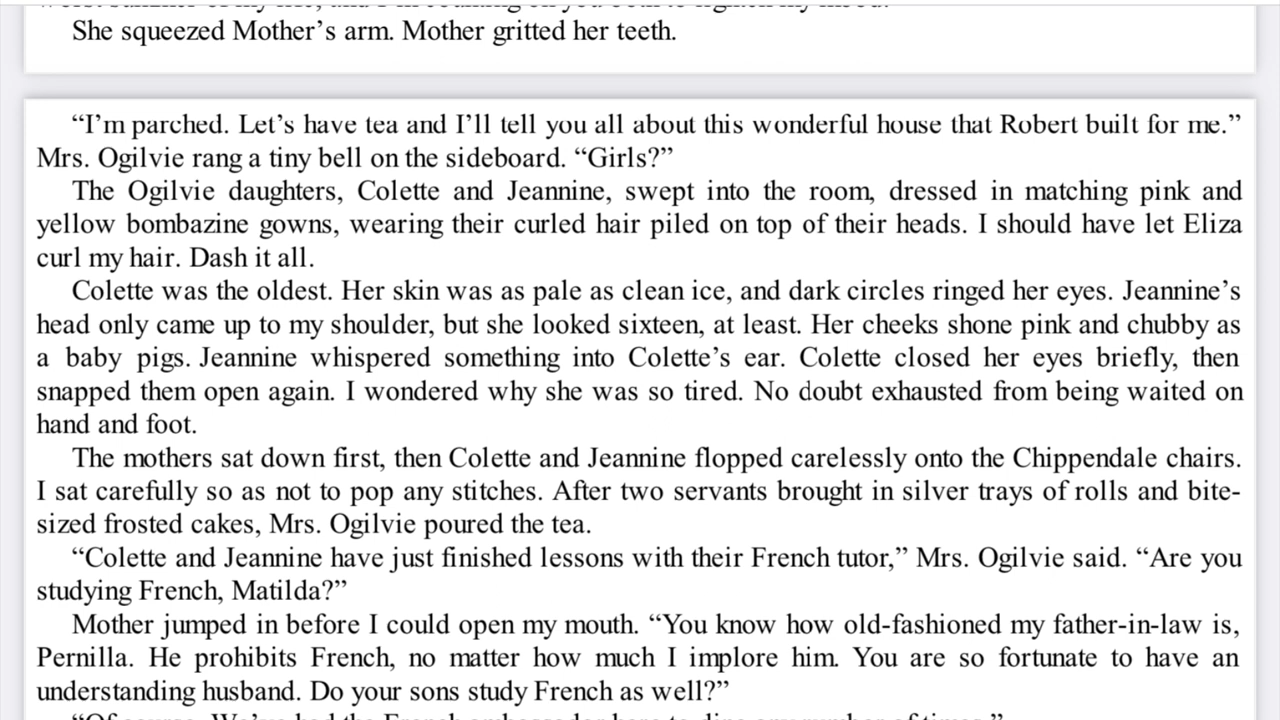 She squeezed Mother’s arm. Mother gritted her teeth.
“I’m parched. Let’s have tea and I’ll tell you all about this wonderful house that Robert built for me.”
Mrs. Ogilvie rang a tiny bell on the sideboard. “Girls?”
The Ogilvie daughters, Colette and Jeannine, swept into the room, dressed in matching pink and
yellow bombazine gowns, wearing their curled hair piled on top of their heads. I should have let Eliza
curl my hair. Dash it all.
Colette was the oldest. Her skin was as pale as clean ice, and dark circles ringed her eyes. Jeannine’s
head only came up to my shoulder, but she looked sixteen, at least. Her cheeks shone pink and chubby as
a baby pigs. Jeannine whispered something into Colette’s ear. Colette closed her eyes briefly, then
snapped them open again. I wondered why she was so tired. No doubt exhausted from being waited on
hand and foot.
The mothers sat down first, then Colette and Jeannine flopped carelessly onto the Chippendale chairs.
I sat carefully so as not to pop any stitches. After two servants brought in silver trays of rolls and bite-
sized frosted cakes, Mrs. Ogilvie poured the tea.
“Colette and Jeannine have just finished lessons with their French tutor,” Mrs. Ogilvie said. “Are you
studying French, Matilda?”
Mother jumped in before I could open my mouth. “You know how old-fashioned my father-in-law is,
Pernilla. He prohibits French, no matter how much I implore him. You are so fortunate to have an
understanding husband. Do your sons study French as well?”